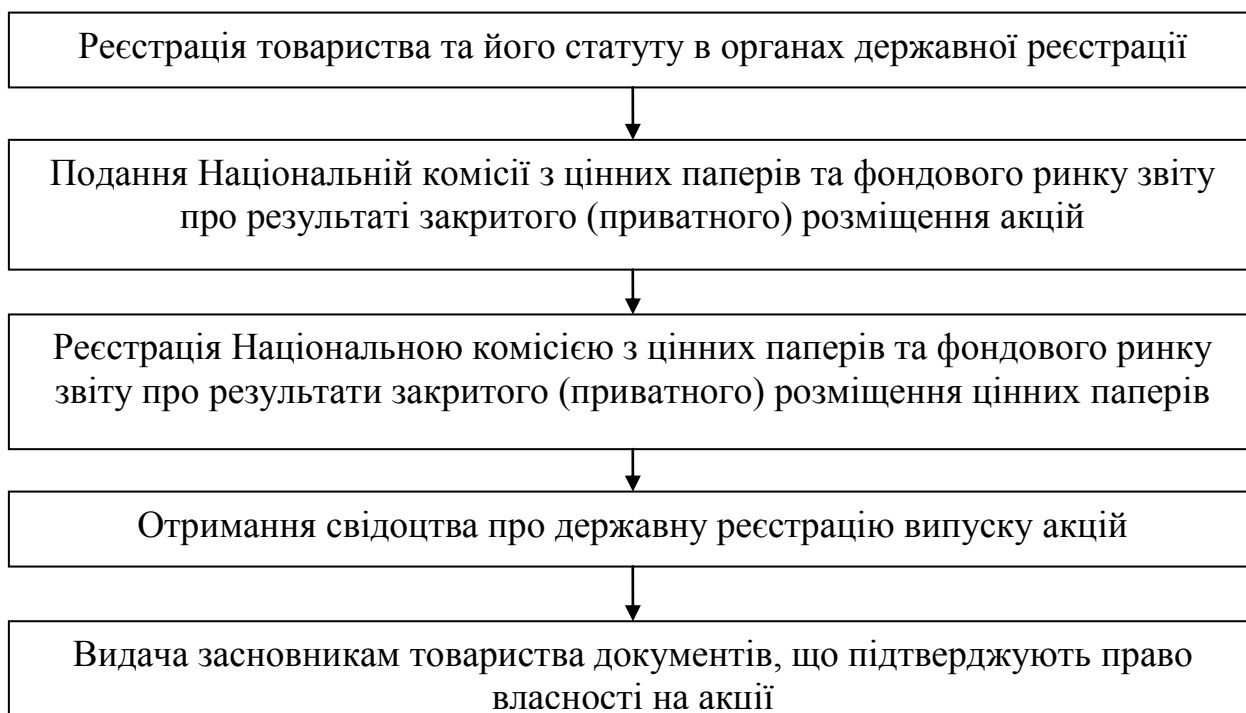 Реєстрація товариства та його статуту в органах державної реєстрації
Подання Національній комісії з цінних паперів та фондового ринку звіту
про результаті закритого (приватного) розміщення акцій
Реєстрація Національною комісією з цінних паперів та фондового ринку
звіту про результати закритого (приватного) розміщення цінних паперів
Отримання свідоцтва про державну реєстрацію випуску акцій
Видача засновникам товариства документів, що підтверджують право
власності на акції